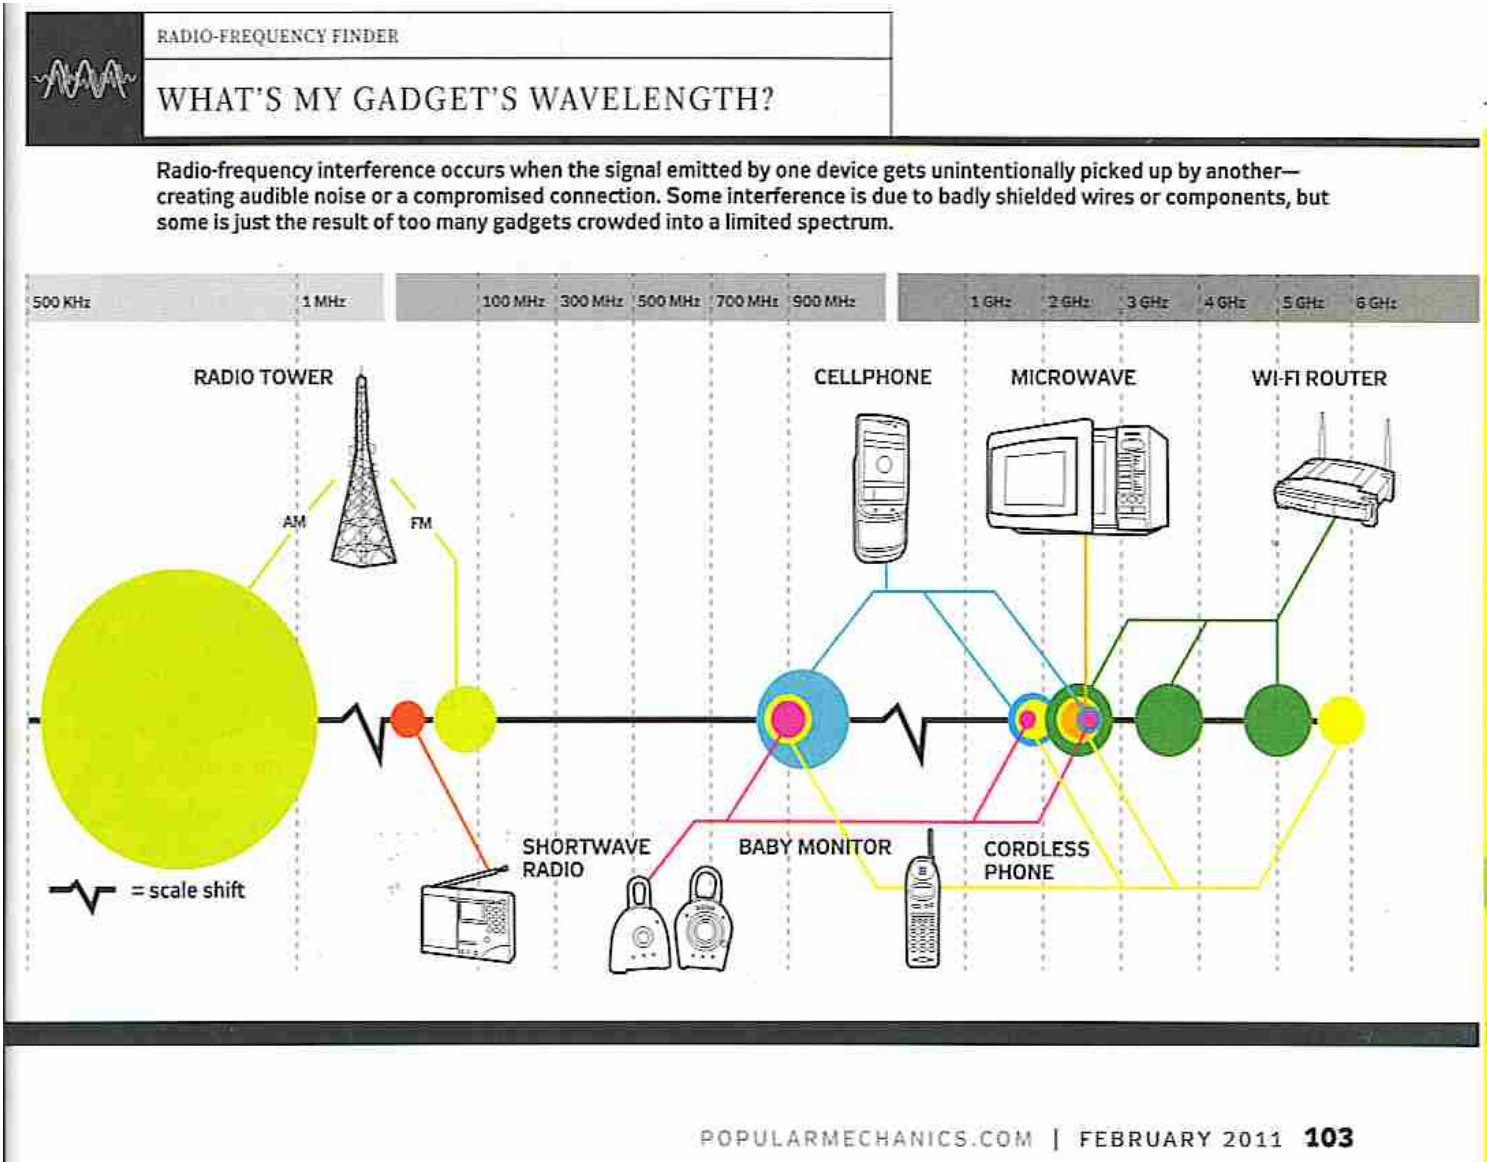 RADIO-FREQUENCY FINDER
WHAT'S MY GADGET'S WAVELENGTH?
Radio-frequency interference occurs when the signal emitted by one device gets unintentionally picked up by another—
creating audible noise or a compromised connection. Some interference is due to badly shielded wires or components, but
some is just the result of too many gadgets crowded into a limited spectrum.
500 KHz 1 MHz 100 MHz 300 MHz 500 MHz 700 MHz 900 MHz 1 GHz 2 GHz 3 GHz 4 GHz 5 GHz 6 GHz
RADIO TOWER CELLPHONE MICROWAVE WI-FI ROUTER
AM FM
SHORTWAVE
RADIO
BABY MONITOR
CORDLESS
PHONE
= scale shift
POPULARMECHANICS.COM | FEBRUARY 2011 103